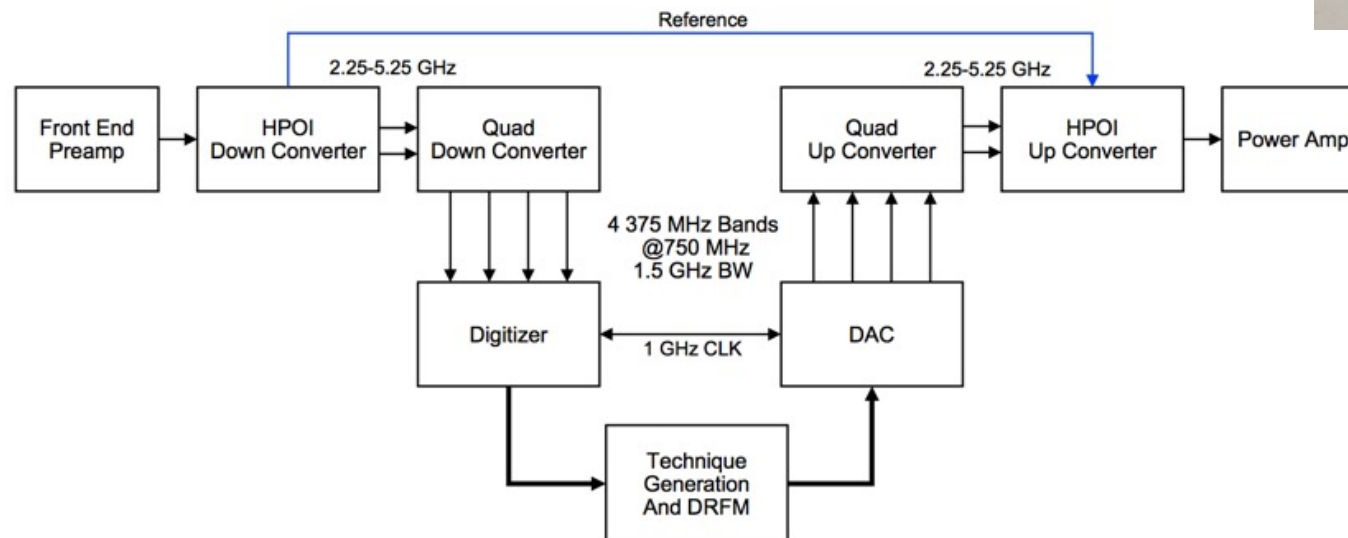 Reference
2.25-5.25 GHz
2.25-5.25 GHz
Front End
Preamp
HPOI
Down Converter
Quad
Down Converter
Quad
Up Converter
HPOI
Up Converter
Power Amp
4 375 MHz Bands
@750 MHz
1.5 GHz BW
Digitizer
1 GHz CLK
DAC
Technique
Generation
And DRFM